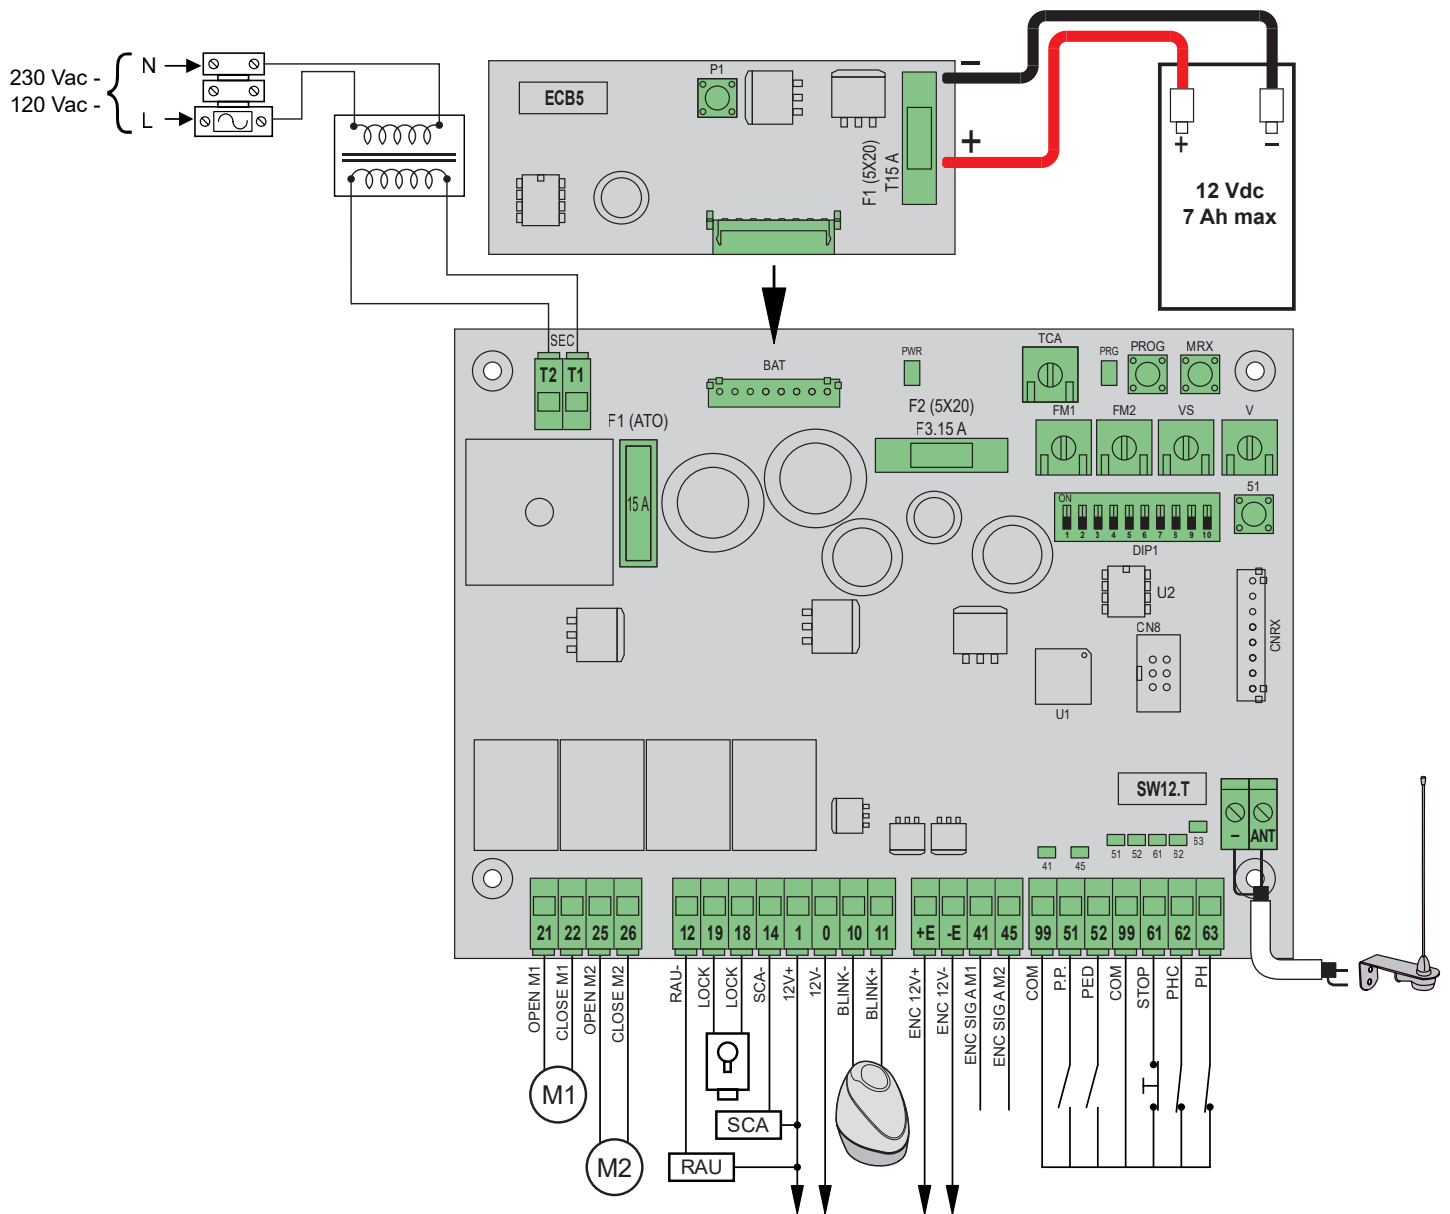 230 Vac -
120 Vac -
N
L
ECB5
P1
F1 (5X20)
T15 A
–
+
+
–
12 Vdc
7 Ah max
SEC
T2
T1
BAT
PWR
TCA
PRG
PROG
MRX
F1 (ATO)
15 A
F2 (5X20)
F3.15 A
FM1
FM2
VS
V
ON
1 2 3 4 5 6 7 8 9 10
DIP1
51
U2
CN8
U1
CNRX
SW12.T
–
ANT
41
45
51
52
61
62
63
21
22
25
26
12
19
18
14
1
0
10
11
+E
-E
41
45
99
51
52
99
61
62
63
OPEN M1
CLOSE M1
OPEN M2
CLOSE M2
RAU-
LOCK
LOCK
SCA-
12V+
12V-
BLINK-
BLINK+
ENC 12V+
ENC 12V-
ENC SIG A M1
ENC SIG A M2
COM
P.P.
PED
COM
STOP
PHC
PH
M1
M2
SCA
RAU